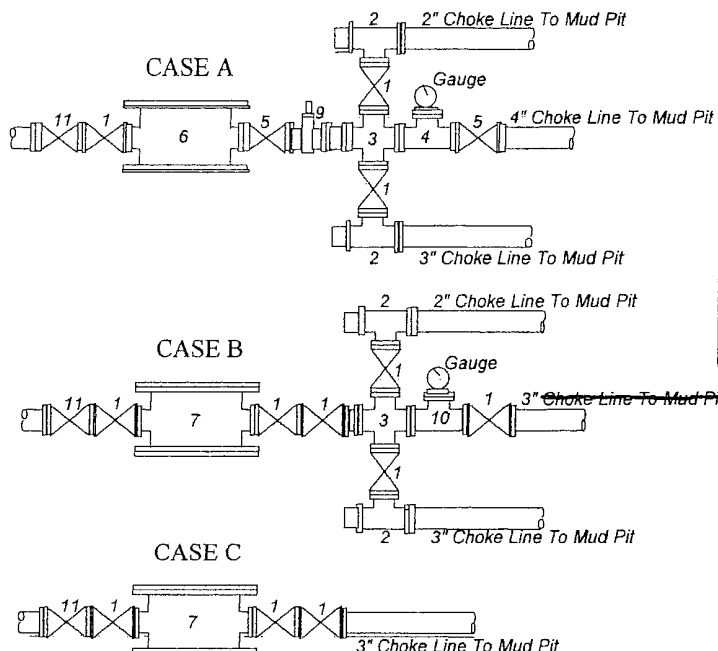 2
2" Choke Line To Mud Pit
CASE A
Gauge
1
9
11 1 6 5 3 4 5 4" Choke Line To Mud Pit
1
2
3" Choke Line To Mud Pit
2
2" Choke Line To Mud Pit
CASE B
Gauge
1
11 1 7 1 1 3 10 1 3" Choke Line To Mud Pi
1
2
3" Choke Line To Mud Pit
CASE C
11 1 7 1 1
3" Choke Line To Mud Pit